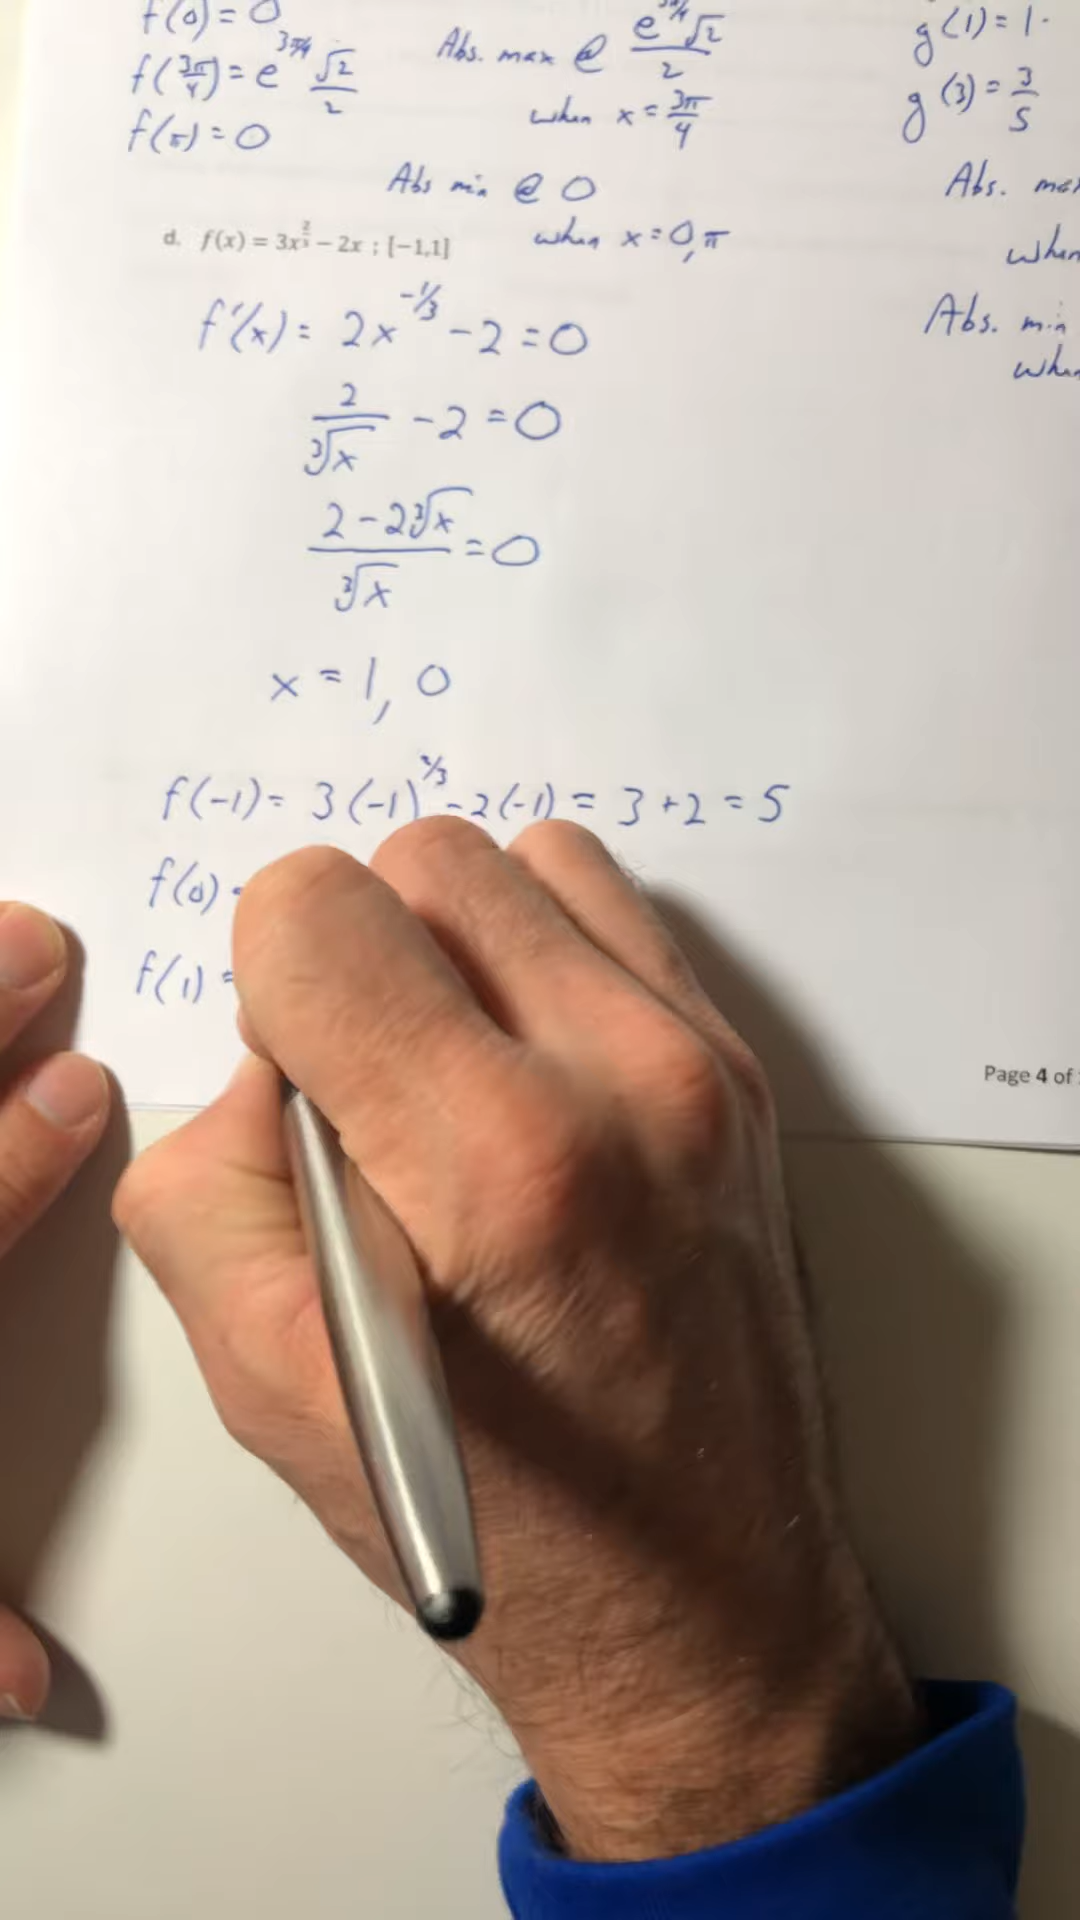 f(0) = 0
f(3π/4) = e^(3π/4) √2/2
f(π) = 0
Abs. max @ e^(3π/4)√2/2
when x = 3π/4
Abs min @ 0
when x = 0, π
g(1) = 1
g(3) = 3/5
Abs. max
when
Abs. min
when
d. f(x) = 3x^(2/3) − 2x ; [−1,1]
f'(x) = 2x^(-1/3) - 2 = 0
2/∛x - 2 = 0
(2 - 2∛x)/∛x = 0
x = 1, 0
f(-1) = 3(-1)^(2/3) - 2(-1) = 3 + 2 = 5
f(0) =
f(1) =
Page 4 of